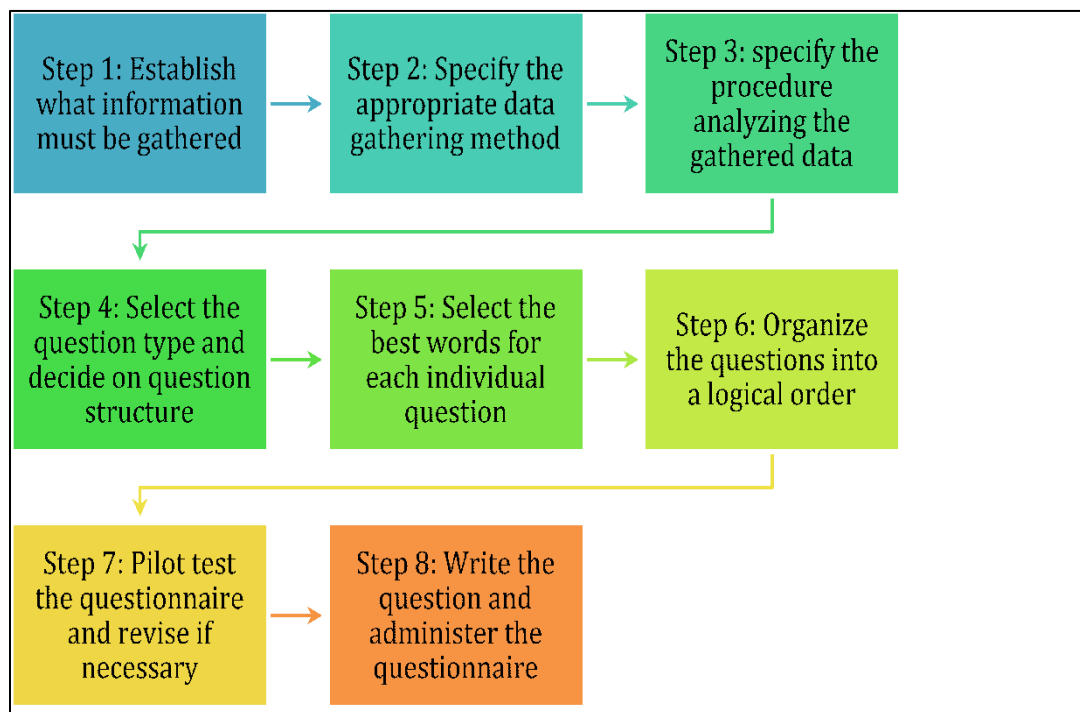 Step 1: Establish
what information
must be gathered
Step 2: Specify the
appropriate data
gathering method
Step 3: specify the
procedure
analyzing the
gathered data
Step 4: Select the
question type and
decide on question
structure
Step 5: Select the
best words for
each individual
question
Step 6: Organize
the questions into
a logical order
Step 7: Pilot test
the questionnaire
and revise if
necessary
Step 8: Write the
question and
administer the
questionnaire